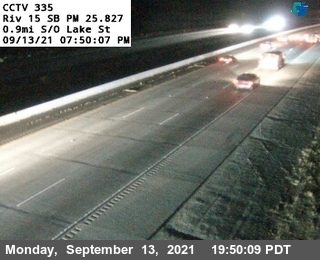 CCTV 335
Riv 15 SB PM 25.827
0.9mi S/O Lake St
09/13/21 07:50:07 PM
Monday, September 13, 2021 19:50:09 PDT